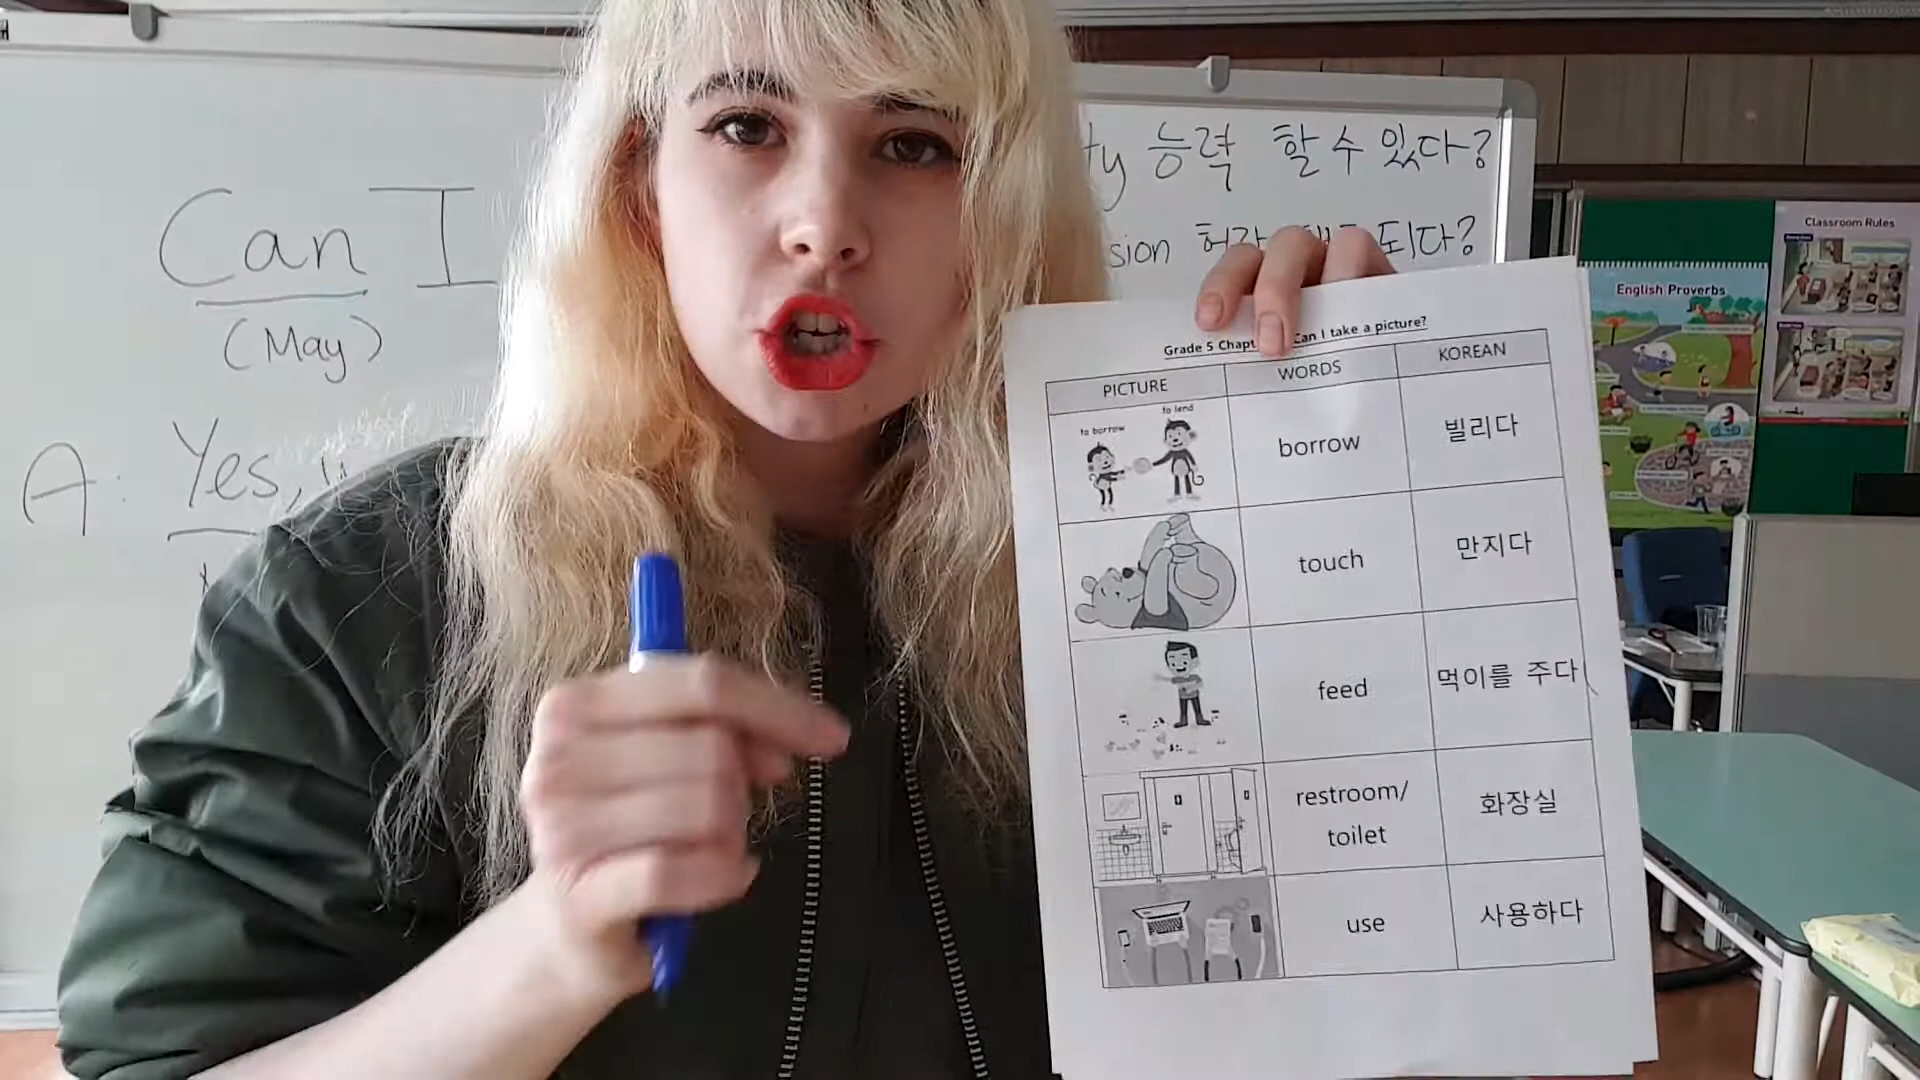 Can I
(May)
A: Yes,
능력 할 수 있다?
허가 되다?
Classroom Rules
English Proverbs
Grade 5 Can I take a picture?
PICTURE WORDS KOREAN
to borrow to lend
borrow 빌리다
touch 만지다
feed 먹이를 주다
restroom/
toilet 화장실
use 사용하다